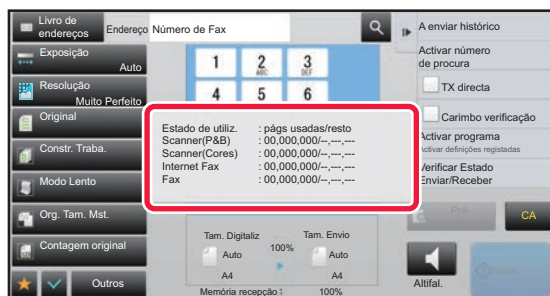 Livro de
endereços
Endereço
Número de Fax
A enviar histórico
Exposição
Auto
Activar número
de procura
1
2
ABC
3
DEF
Resolução
Muito Perfeito
4
5
6
TX directa
Original
Carimbo verificação
Estado de utiliz. : págs usadas/resto
Scanner(P&B) : 00,000,000/--,---,---
Scanner(Cores) : 00,000,000/--,---,---
Internet Fax : 00,000,000/--,---,---
Fax : 00,000,000/--,---,---
Constr. Traba.
Activar programa
Activar definições registadas
Modo Lento
Verificar Estado
Enviar/Receber
Org. Tam. Mst.
Pré-
CA
Contagem original
Tam. Digitaliz
Tam. Envio
Auto
100%
Auto
A4
A4
Outros
Memória recepção :
100%
Altifal.